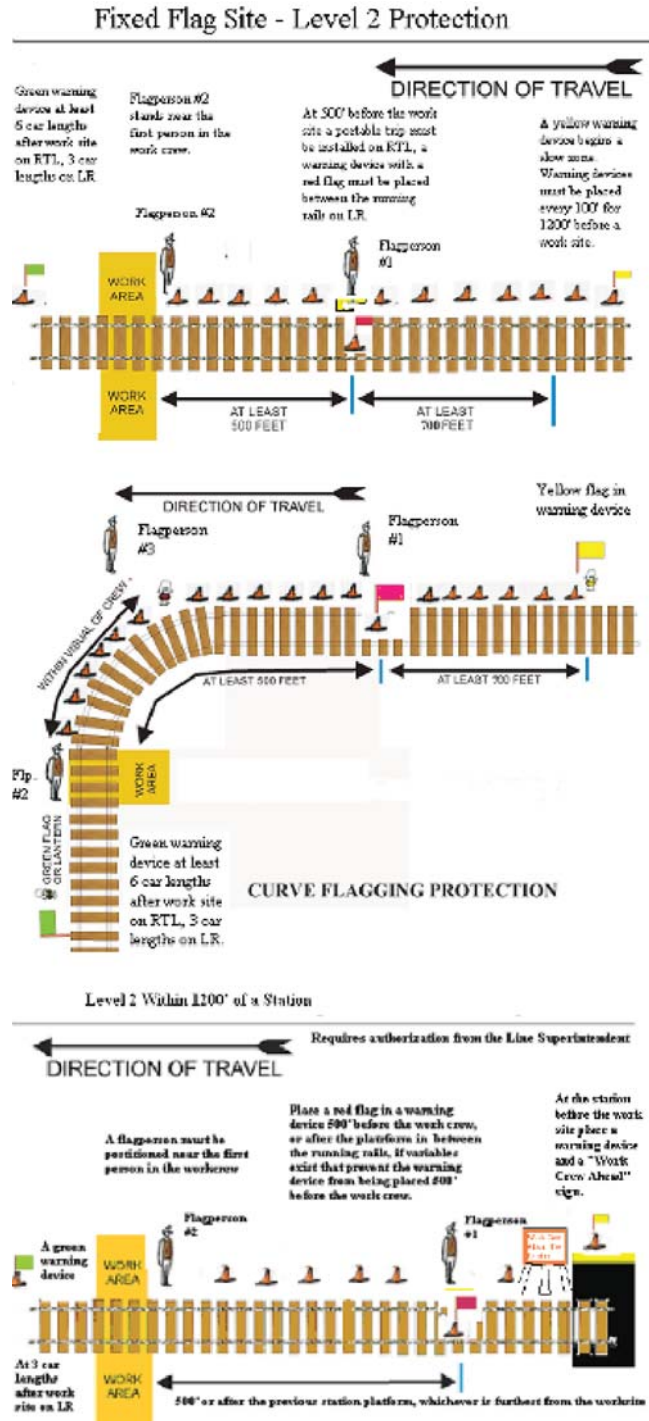 Fixed Flag Site - Level 2 Protection
DIRECTION OF TRAVEL
Green warning
device at least
6 car lengths
after work site
on RTL, 3 car
lengths on LR.
Flagperson #2
stands near the
first person in the
work crew.
At 500' before the work
site a portable trip must
be installed on RTL, a
warning device with a
red flag must be placed
between the running
rails on LR.
A yellow warning
device begins a
slow zone.
Warning devices
must be placed
every 100' for
1200' before a
work site.
Flagperson #2
Flagperson
#1
WORK
AREA
WORK
AREA
AT LEAST
500 FEET
AT LEAST
700 FEET
DIRECTION OF TRAVEL
Yellow flag in
warning device
Flagperson
#3
Flagperson
#1
WITHIN VISUAL OF CREW
AT LEAST 500 FEET
AT LEAST 700 FEET
Flp.
#2
WORK
AREA
GREEN FLAG
OR LANTERN
Green warning
device at least
6 car lengths
after work site
on RTL, 3 car
lengths on LR.
CURVE FLAGGING PROTECTION
Level 2 Within 1200' of a Station
Requires authorization from the Line Superintendent
DIRECTION OF TRAVEL
A flagperson must be
positioned near the first
person in the workcrew
Place a red flag in a warning
device 500' before the work crew,
or after the platform in between
the running rails, if variables
exist that prevent the warning
device from being placed 500'
before the work crew.
At the station
before the work
site place a
warning device
and a "Work
Crew Ahead"
sign.
Flagperson
#2
Flagperson
#1
A green
warning
device
WORK
AREA
At 3 car
lengths
after work
site on LR
WORK
AREA
500' or after the previous station platform, whichever is furthest from the worksite